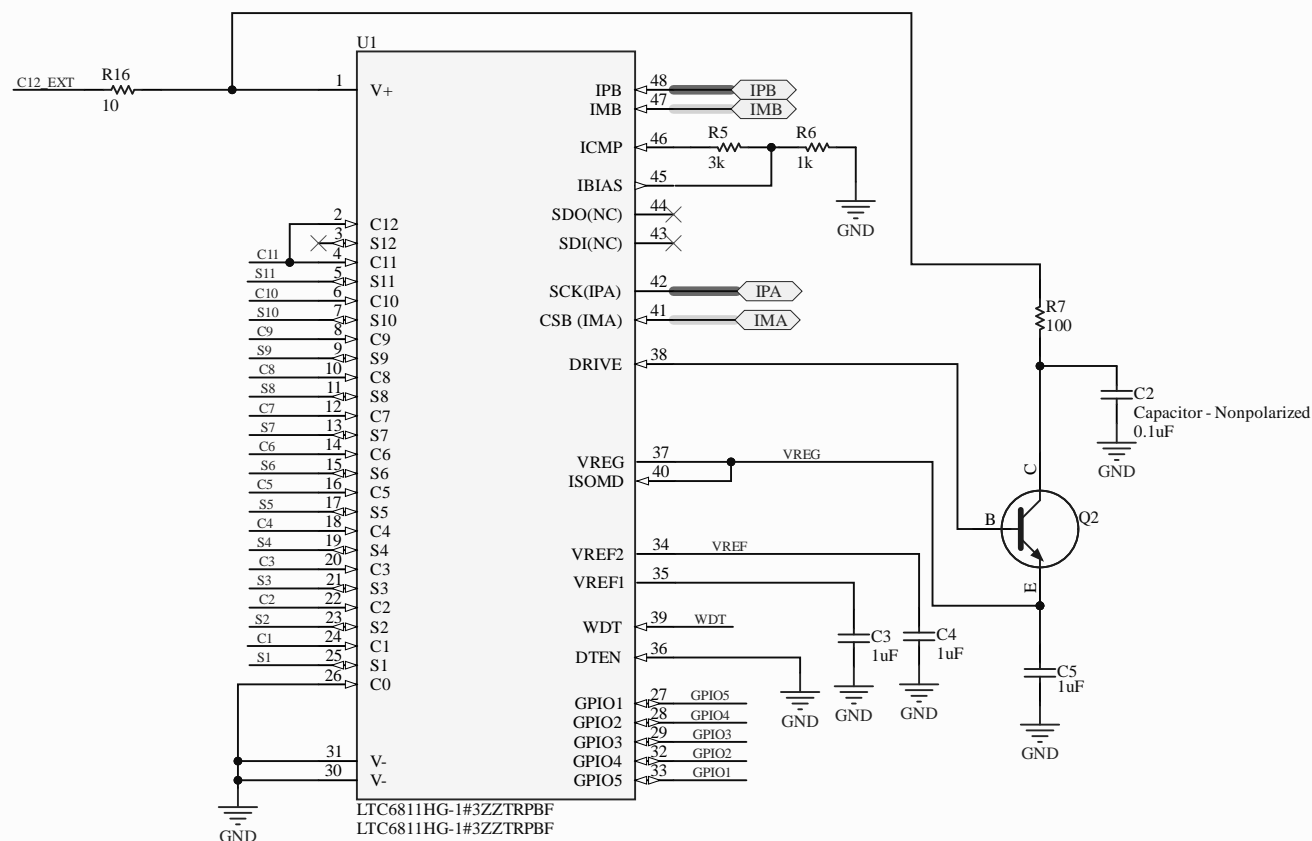 U1
C12_EXT
R16
10
1
V+
2
C12
3
S12
C11
4
C11
S11
5
S11
C10
6
C10
S10
7
S10
C9
8
C9
S9
9
S9
C8
10
C8
S8
11
S8
C7
12
C7
S7
13
S7
C6
14
C6
S6
15
S6
C5
16
C5
S5
17
S5
C4
18
C4
S4
19
S4
C3
20
C3
S3
21
S3
C2
22
C2
S2
23
S2
C1
24
C1
S1
25
S1
26
C0
31
V-
30
V-
GND
IPB
48
IPB
IMB
47
IMB
ICMP
46
R5
3k
R6
1k
GND
IBIAS
45
SDO(NC)
44
SDI(NC)
43
SCK(IPA)
42
IPA
CSB (IMA)
41
IMA
DRIVE
38
VREG
37
VREG
ISOMD
40
VREF2
34
VREF
VREF1
35
WDT
39
WDT
DTEN
36
GND
GPIO1
27
GPIO5
GPIO2
28
GPIO4
GPIO3
29
GPIO3
GPIO4
32
GPIO2
GPIO5
33
GPIO1
C3
1uF
GND
C4
1uF
GND
R7
100
C2
Capacitor - Nonpolarized
0.1uF
GND
C
B
Q2
E
C5
1uF
GND
LTC6811HG-1#3ZZTRPBF
LTC6811HG-1#3ZZTRPBF